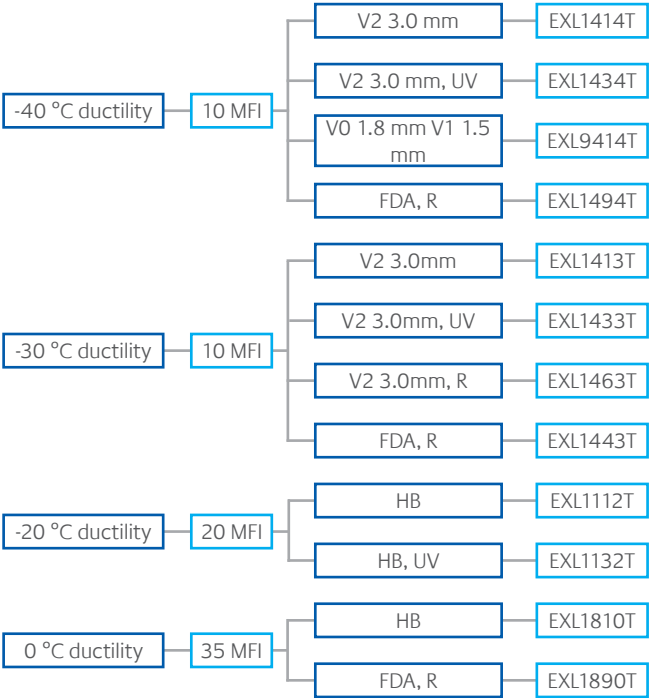 V2 3.0 mm
EXL1414T
V2 3.0 mm, UV
EXL1434T
-40 °C ductility
10 MFI
V0 1.8 mm V1 1.5
mm
EXL9414T
FDA, R
EXL1494T
V2 3.0mm
EXL1413T
V2 3.0mm, UV
EXL1433T
-30 °C ductility
10 MFI
V2 3.0mm, R
EXL1463T
FDA, R
EXL1443T
HB
EXL1112T
-20 °C ductility
20 MFI
HB, UV
EXL1132T
HB
EXL1810T
0 °C ductility
35 MFI
FDA, R
EXL1890T